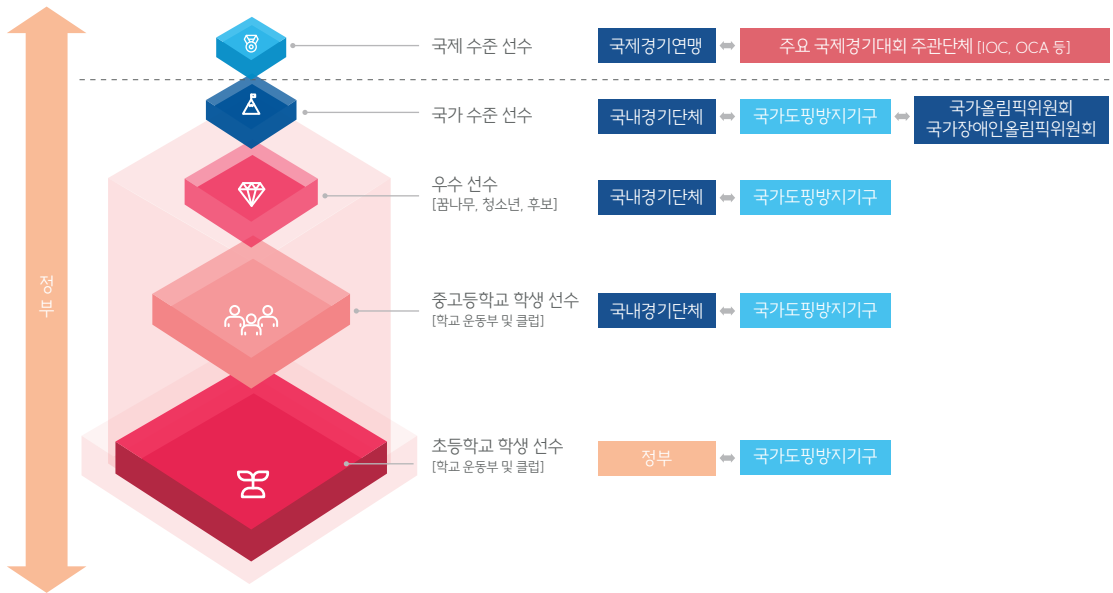 국제 수준 선수
국제경기연맹
주요 국제경기대회 주관단체 [IOC, OCA 등]
국가 수준 선수
국내경기단체
국가도핑방지기구
국가올림픽위원회
국가장애인올림픽위원회
우수 선수
[꿈나무, 청소년, 후보]
국내경기단체
국가도핑방지기구
정
부
중고등학교 학생 선수
[학교 운동부 및 클럽]
국내경기단체
국가도핑방지기구
초등학교 학생 선수
[학교 운동부 및 클럽]
정부
국가도핑방지기구